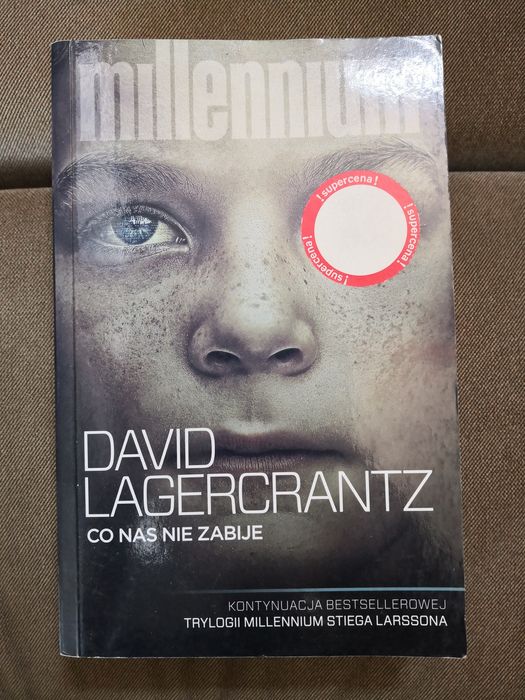 millennium
! supercena !
! supercena !
! supercena !
DAVID
LAGERCRANTZ
CO NAS NIE ZABIJE
KONTYNUACJA BESTSELLEROWEJ
TRYLOGII MILLENNIUM STIEGA LARSSONA